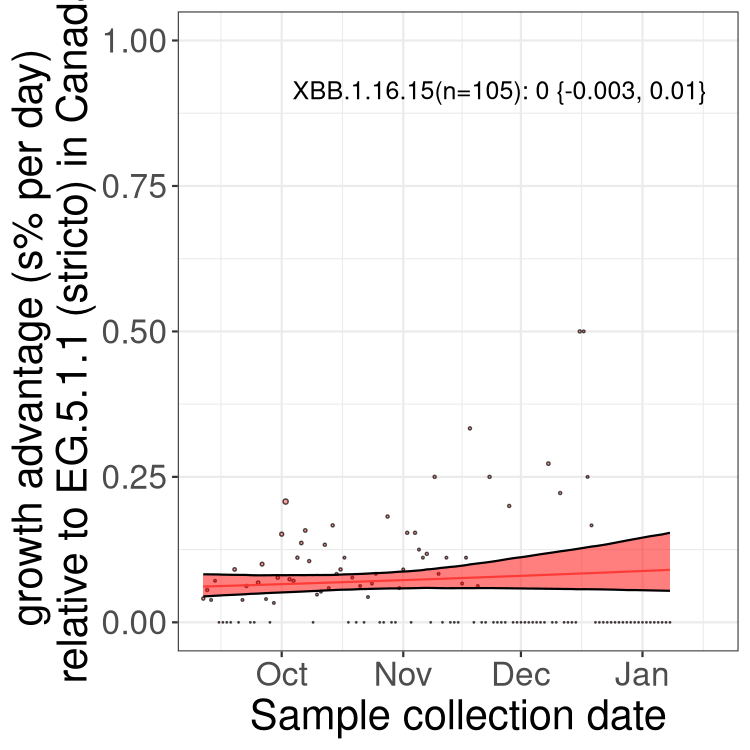 growth advantage (s% per day)
relative to EG.5.1.1 (stricto) in Canada
1.00
0.75
0.50
0.25
0.00
XBB.1.16.15(n=105): 0 {-0.003, 0.01}
Oct Nov Dec Jan
Sample collection date